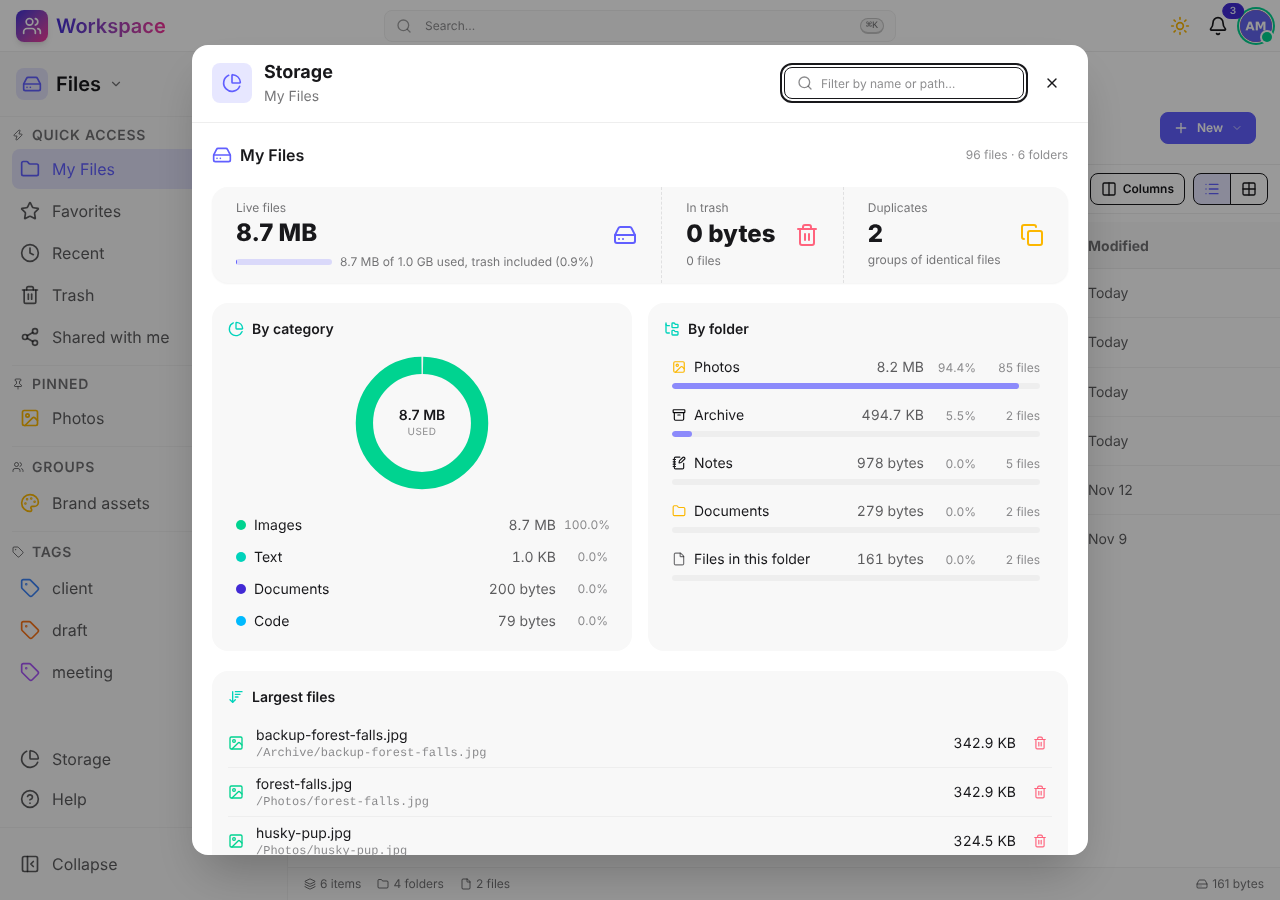 Workspace
Search...
⌘K
3
AM
Files
QUICK ACCESS
My Files
Favorites
Recent
Trash
Shared with me
PINNED
Photos
GROUPS
Brand assets
TAGS
client
draft
meeting
Storage
Help
Collapse
Storage
My Files
Filter by name or path...
My Files
96 files · 6 folders
Live files
8.7 MB
8.7 MB of 1.0 GB used, trash included (0.9%)
In trash
0 bytes
0 files
Duplicates
2
groups of identical files
By category
8.7 MB
USED
Images 8.7 MB 100.0%
Text 1.0 KB 0.0%
Documents 200 bytes 0.0%
Code 79 bytes 0.0%
By folder
Photos 8.2 MB 94.4% 85 files
Archive 494.7 KB 5.5% 2 files
Notes 978 bytes 0.0% 5 files
Documents 279 bytes 0.0% 2 files
Files in this folder 161 bytes 0.0% 2 files
Largest files
backup-forest-falls.jpg
/Archive/backup-forest-falls.jpg
342.9 KB
forest-falls.jpg
/Photos/forest-falls.jpg
342.9 KB
husky-pup.jpg
/Photos/husky-pup.jpg
324.5 KB
New
Columns
Modified
Today
Today
Today
Today
Nov 12
Nov 9
6 items
4 folders
2 files
161 bytes